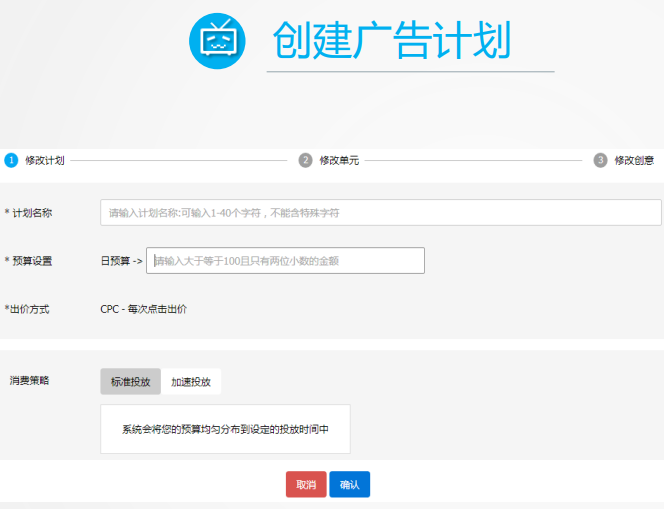 创建广告计划
1 修改计划 2 修改单元 3 修改创意
* 计划名称 请输入计划名称:可输入1-40个字符，不能含特殊字符
* 预算设置 日预算 -> 请输入大于等于100且只有两位小数的金额
*出价方式 CPC - 每次点击出价
消费策略 标准投放 加速投放
系统会将您的预算均匀分布到设定的投放时间中
取消 确认